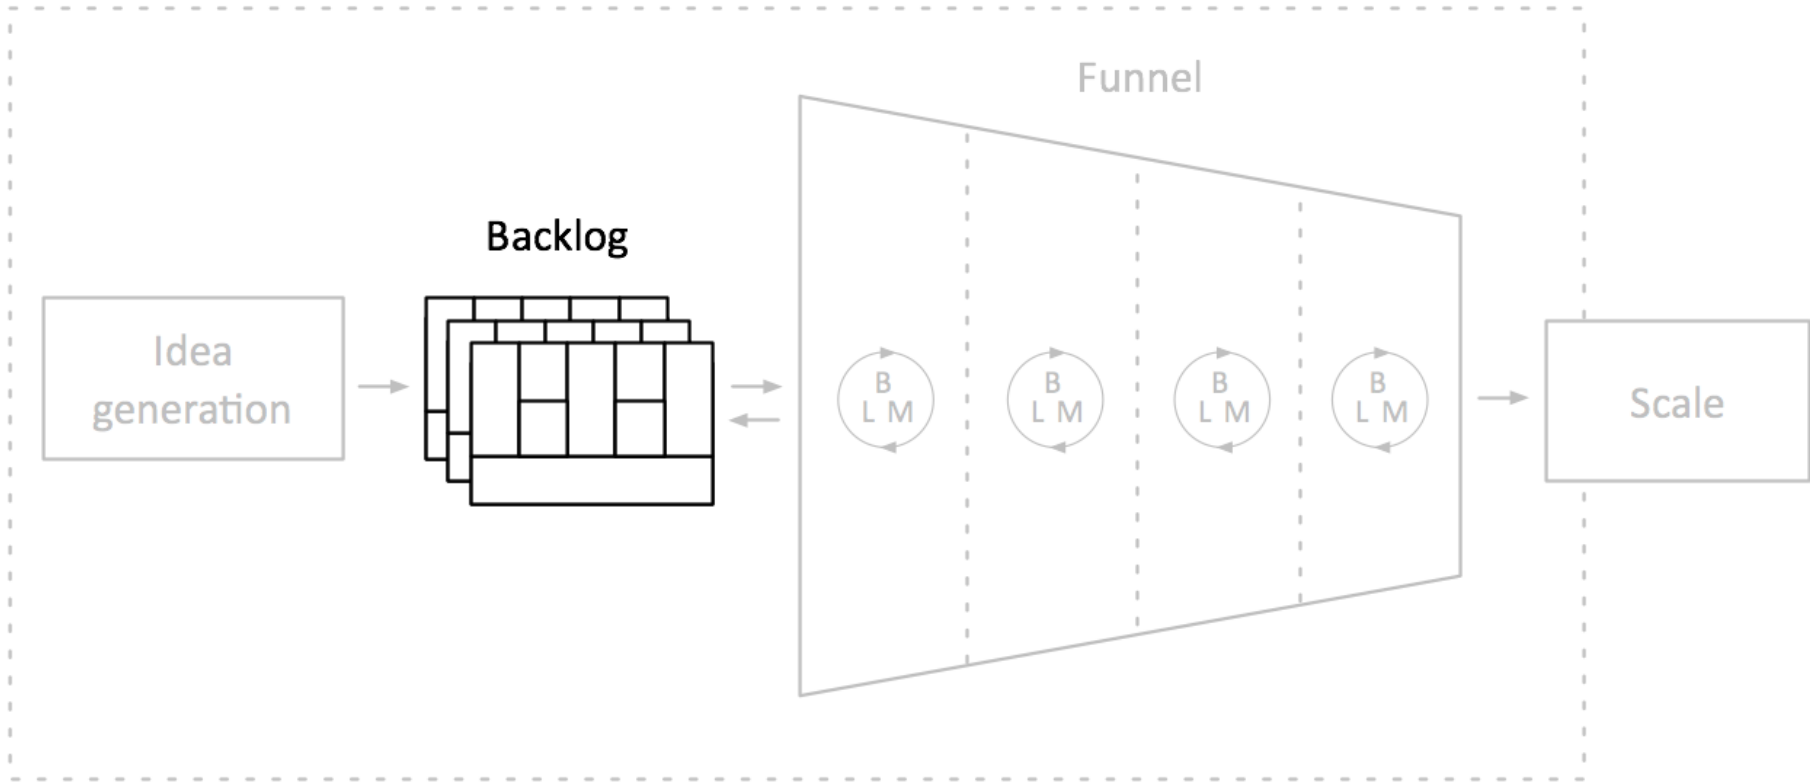 Funnel
Backlog
Idea
generation
B
L M
B
L M
B
L M
B
L M
Scale